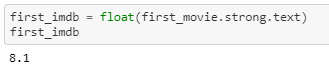 first_imdb = float(first_movie.strong.text)
first_imdb
8.1